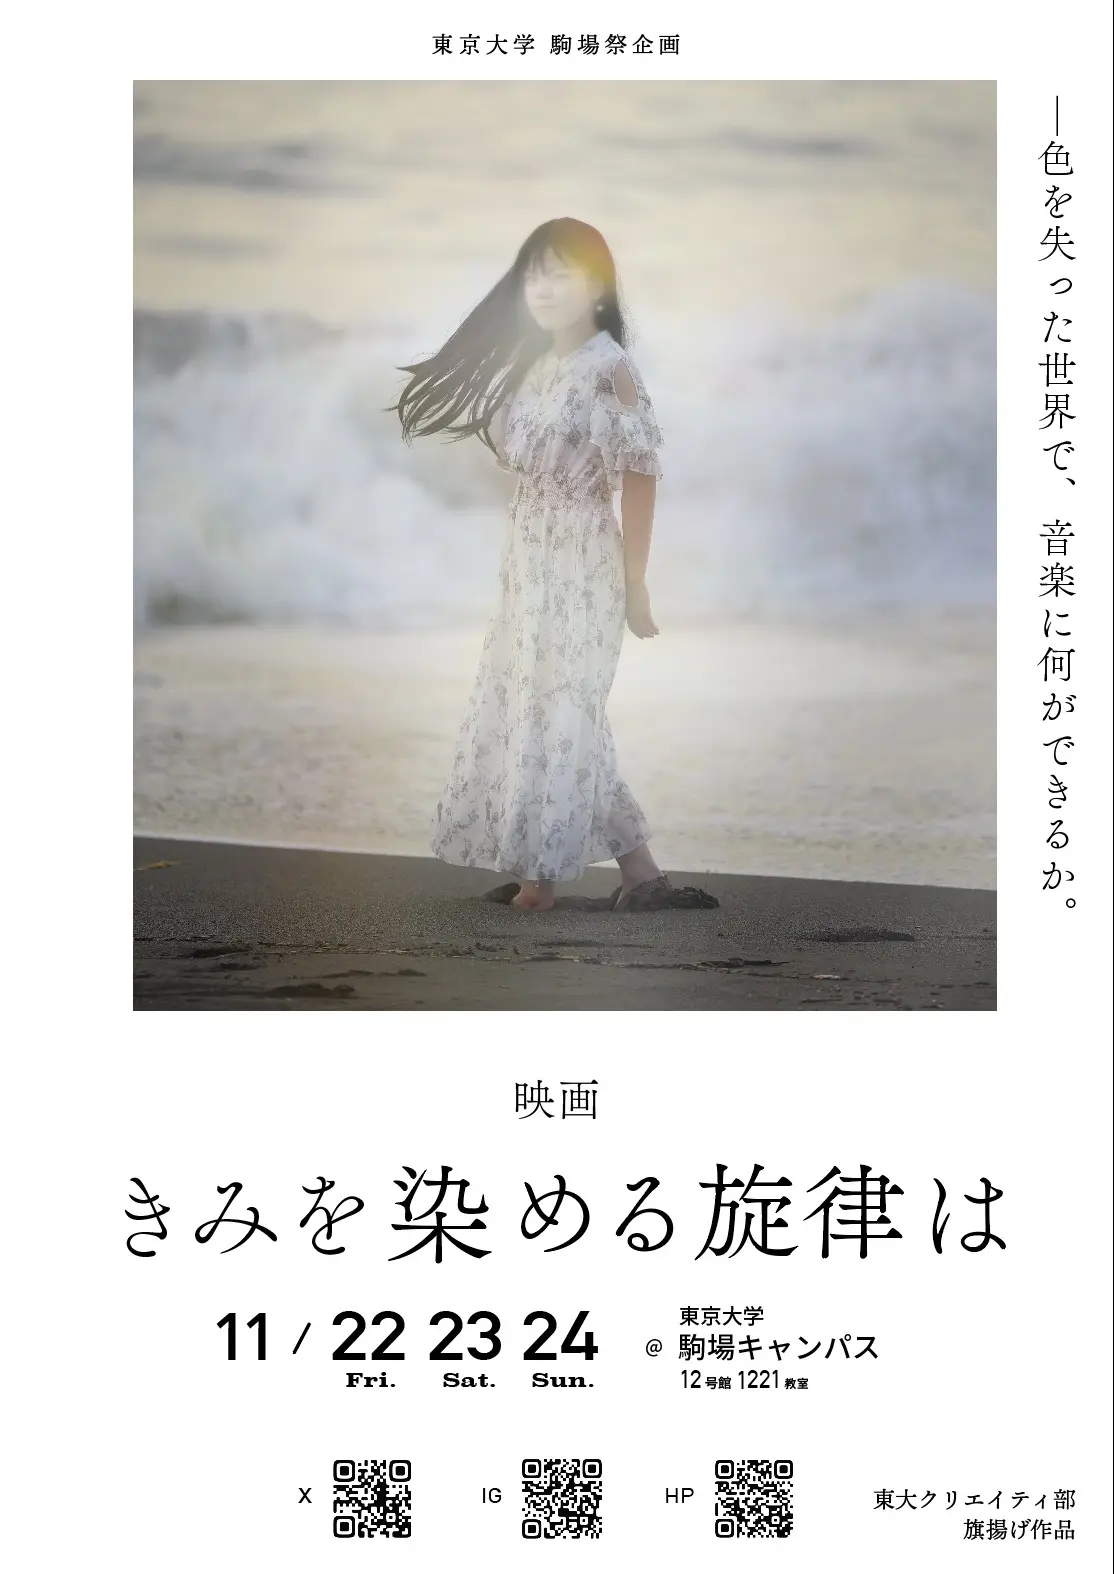 東京大学 駒場祭企画
―色を失った世界で、音楽に何ができるか。
映画
きみを染める旋律は
11 / 22 23 24
Fri. Sat. Sun.
@
東京大学
駒場キャンパス
12号館 1221教室
X
IG
HP
東大クリエイティ部
旗揚げ作品